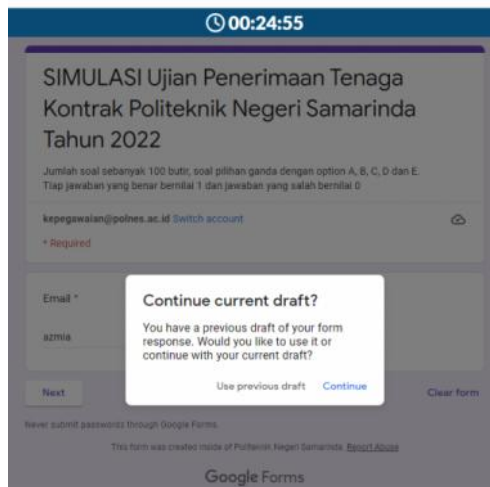 00:24:55
SIMULASI Ujian Penerimaan Tenaga
Kontrak Politeknik Negeri Samarinda
Tahun 2022
Jumlah soal sebanyak 100 butir, soal pilihan ganda dengan option A, B, C, D dan E.
Tiap jawaban yang benar bernilai 1 dan jawaban yang salah bernilai 0
kepegawaian@polnes.ac.id Switch account
* Required
Email *
azmia
Continue current draft?
You have a previous draft of your form
response. Would you like to use it or
continue with your current draft?
Use previous draft Continue
Next Clear form
Never submit passwords through Google Forms.
This form was created inside of Politeknik Negeri Samarinda. Report Abuse
Google Forms